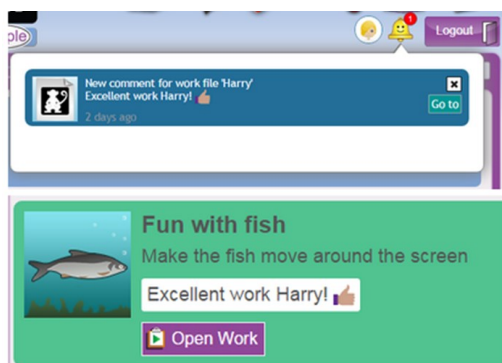 ple
1
Logout
New comment for work file 'Harry'
Excellent work Harry! 👍
2 days ago
Go to
Fun with fish
Make the fish move around the screen
Excellent work Harry! 👍
Open Work